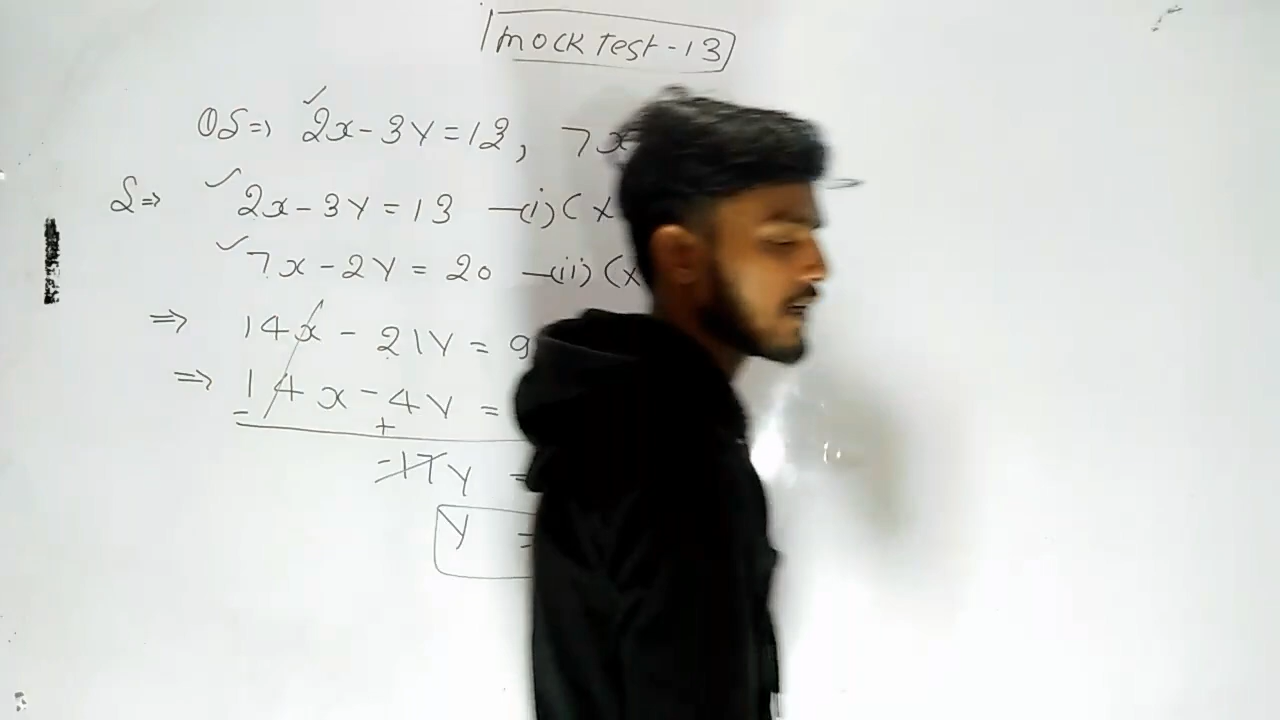 mock Test-13
Q5⇒ 2x-3y=13, 7x
S⇒ 2x-3y=13 —(i)(x
7x-2y=20 —(ii)(x
⇒ 14x-21y=9
⇒ 14x-4y=
- +
-17y =
y =